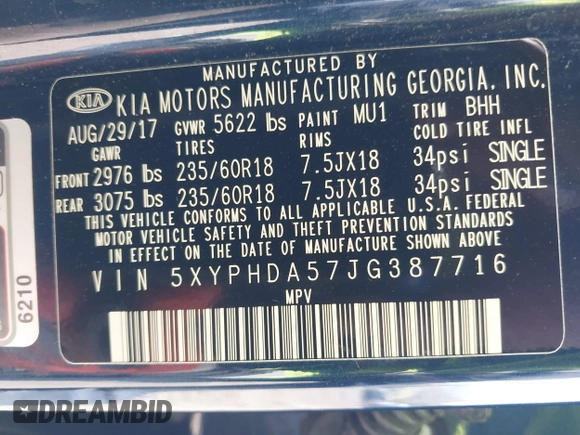 MANUFACTURED BY
KIA KIA MOTORS MANUFACTURING GEORGIA, INC.
AUG/29/17 GVWR 5622 lbs PAINT MU1 TRIM BHH
GAWR TIRES RIMS COLD TIRE INFL
FRONT 2976 lbs 235/60R18 7.5JX18 34psi SINGLE
REAR 3075 lbs 235/60R18 7.5JX18 34psi SINGLE
THIS VEHICLE CONFORMS TO ALL APPLICABLE U.S.A. FEDERAL
MOTOR VEHICLE SAFETY AND THEFT PREVENTION STANDARDS
IN EFFECT ON THE DATE OF MANUFACTURE SHOWN ABOVE.
VIN 5XYPHDA57JG387716
MPV
6210
DREAMBID